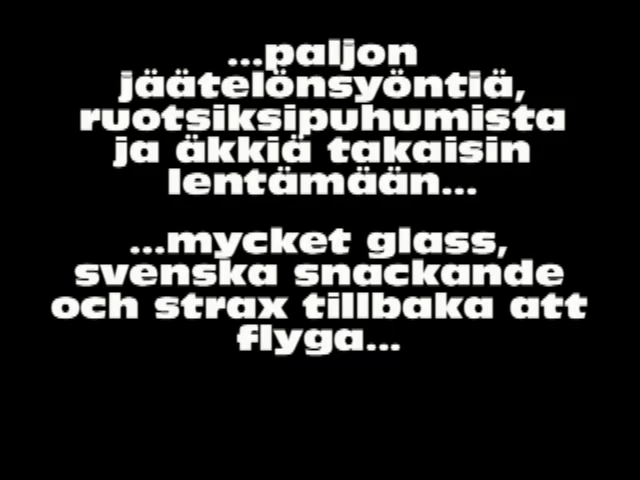 ...paljon
jäätelönsyöntiä,
ruotsiksipuhumista
ja äkkiä takaisin
lentämään...
...mycket glass,
svenska snackande
och strax tillbaka att
flyga...